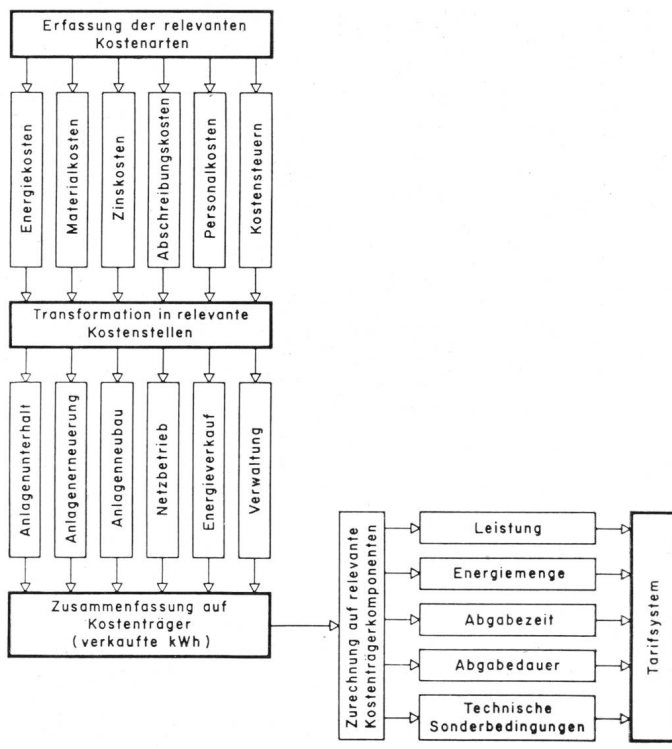 Erfassung der relevanten
Kostenarten
Energiekosten
Materialkosten
Zinskosten
Abschreibungskosten
Personalkosten
Kostensteuern
Transformation in relevante
Kostenstellen
Anlagenunterhalt
Anlagenerneuerung
Anlagenneubau
Netzbetrieb
Energieverkauf
Verwaltung
Zusammenfassung auf
Kostenträger
(verkaufte kWh)
Zurechnung auf relevante
Kostenträgerkomponenten
Leistung
Energiemenge
Abgabezeit
Abgabedauer
Technische
Sonderbedingungen
Tarifsystem